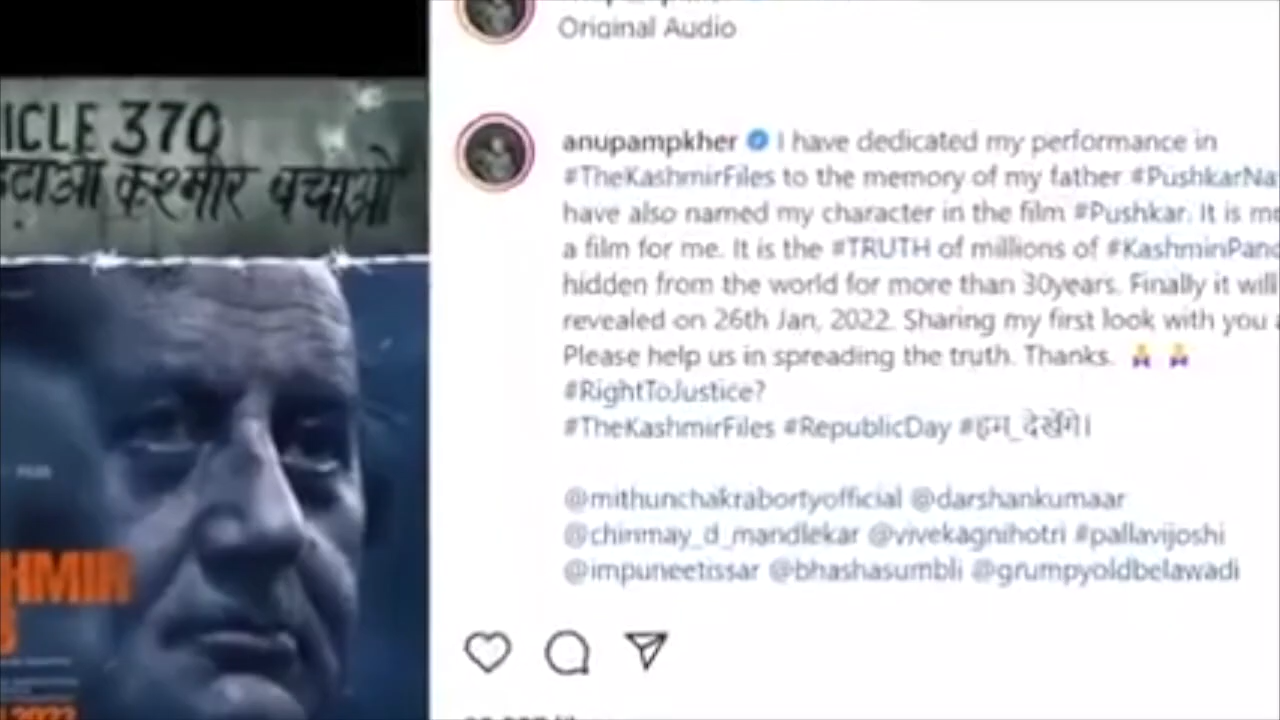 ICLE 370
हटाओ कश्मीर बचाओ
HMIR
2022
Original Audio
anupampkher I have dedicated my performance in
#TheKashmirFiles to the memory of my father #PushkarNa
have also named my character in the film #Pushkar. It is m
a film for me. It is the #TRUTH of millions of #KashminPand
hidden from the world for more than 30years. Finally it will
revealed on 26th Jan, 2022. Sharing my first look with you a
Please help us in spreading the truth. Thanks.
#RightToJustice?
#TheKashmirFiles #RepublicDay #हम_देखेंगे।
@mithunchakrabortyofficial @darshankumaar
@chinmay_d_mandlekar @vivekagnihotri #pallavijoshi
@impuneetissar @bhashasumbli @grumpyoldbelawadi